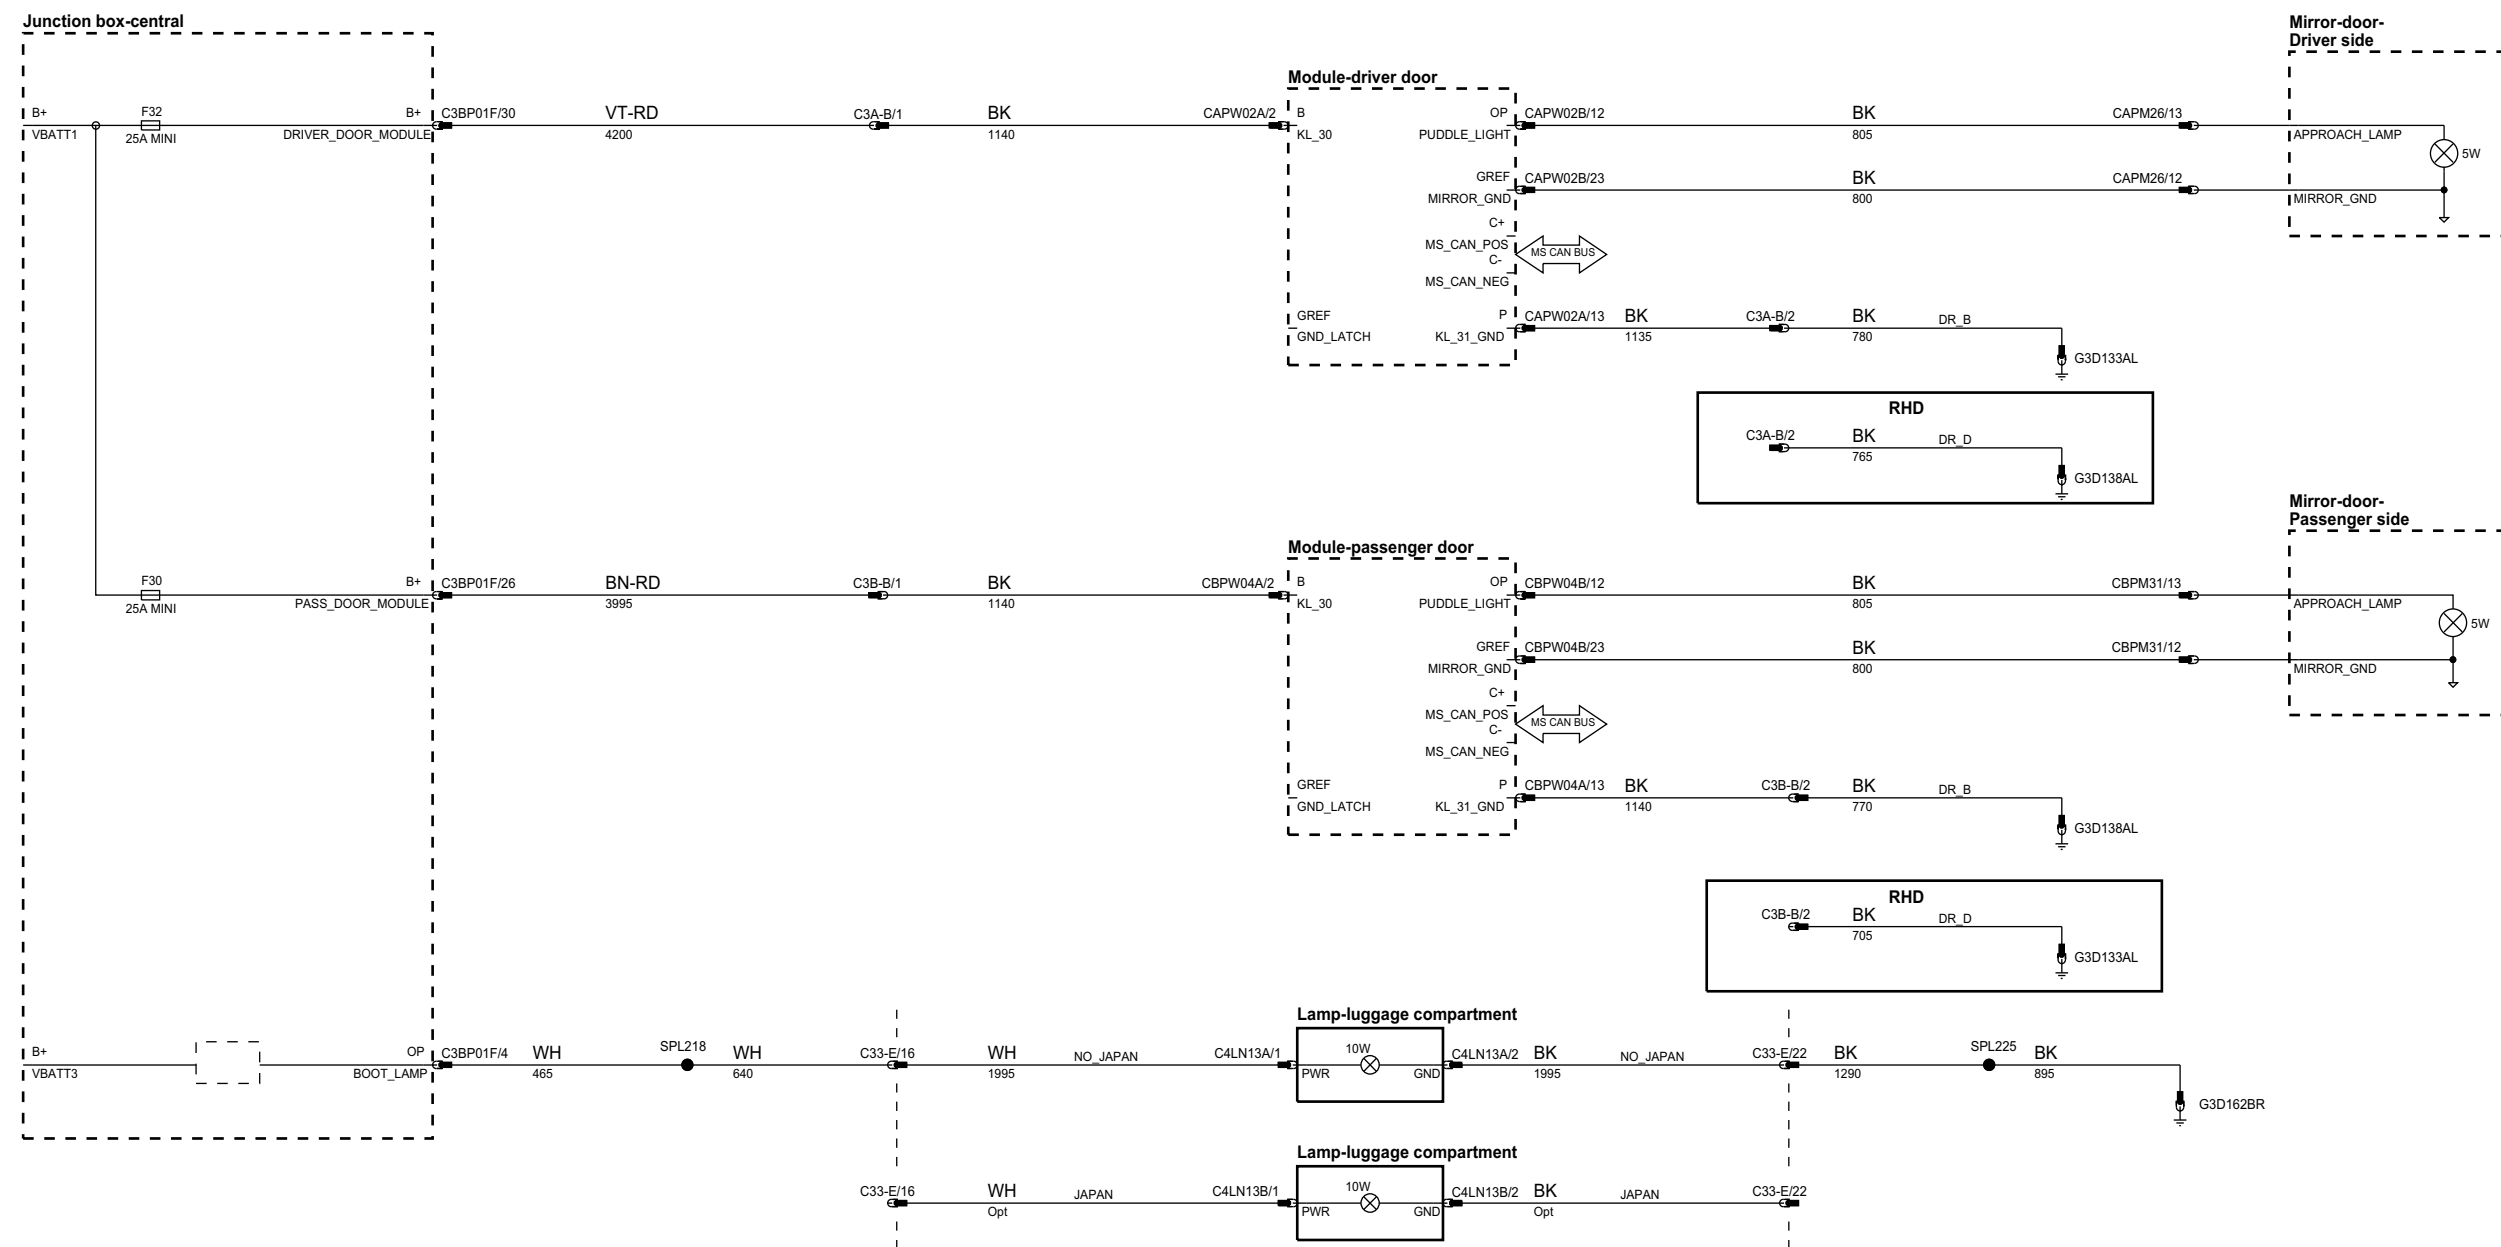 Junction box-central
Mirror-door-
Driver side
Module-driver door
B+ F32 B+ C3BP01F/30 VT-RD C3A-B/1 BK CAPW02A/2 B OP CAPW02B/12 BK CAPM26/13
VBATT1 25A MINI DRIVER_DOOR_MODULE 4200 1140 KL_30 PUDDLE_LIGHT 805 APPROACH_LAMP
5W
GREF CAPW02B/23 BK CAPM26/12
MIRROR_GND 800 MIRROR_GND
C+
MS_CAN_POS
MS CAN BUS
C-
MS_CAN_NEG
GREF P CAPW02A/13 BK C3A-B/2 BK DR_B
GND_LATCH KL_31_GND 1135 780
G3D133AL
RHD
C3A-B/2 BK DR_D
765
G3D138AL
Mirror-door-
Passenger side
Module-passenger door
B+ F30 B+ C3BP01F/26 BN-RD C3B-B/1 BK CBPW04A/2 B OP CBPW04B/12 BK CBPM31/13
25A MINI PASS_DOOR_MODULE 3995 1140 KL_30 PUDDLE_LIGHT 805 APPROACH_LAMP
5W
GREF CBPW04B/23 BK CBPM31/12
MIRROR_GND 800 MIRROR_GND
C+
MS_CAN_POS
MS CAN BUS
C-
MS_CAN_NEG
GREF P CBPW04A/13 BK C3B-B/2 BK DR_B
GND_LATCH KL_31_GND 1140 770
G3D138AL
RHD
C3B-B/2 BK DR_D
705
G3D133AL
Lamp-luggage compartment
B+ OP C3BP01F/4 WH SPL218 WH C33-E/16 WH NO_JAPAN C4LN13A/1 10W C4LN13A/2 BK NO_JAPAN C33-E/22 BK SPL225 BK
VBATT3 BOOT_LAMP 465 640 1995 PWR GND 1995 1290 895
G3D162BR
Lamp-luggage compartment
C33-E/16 WH JAPAN C4LN13B/1 10W C4LN13B/2 BK JAPAN C33-E/22
Opt PWR GND Opt